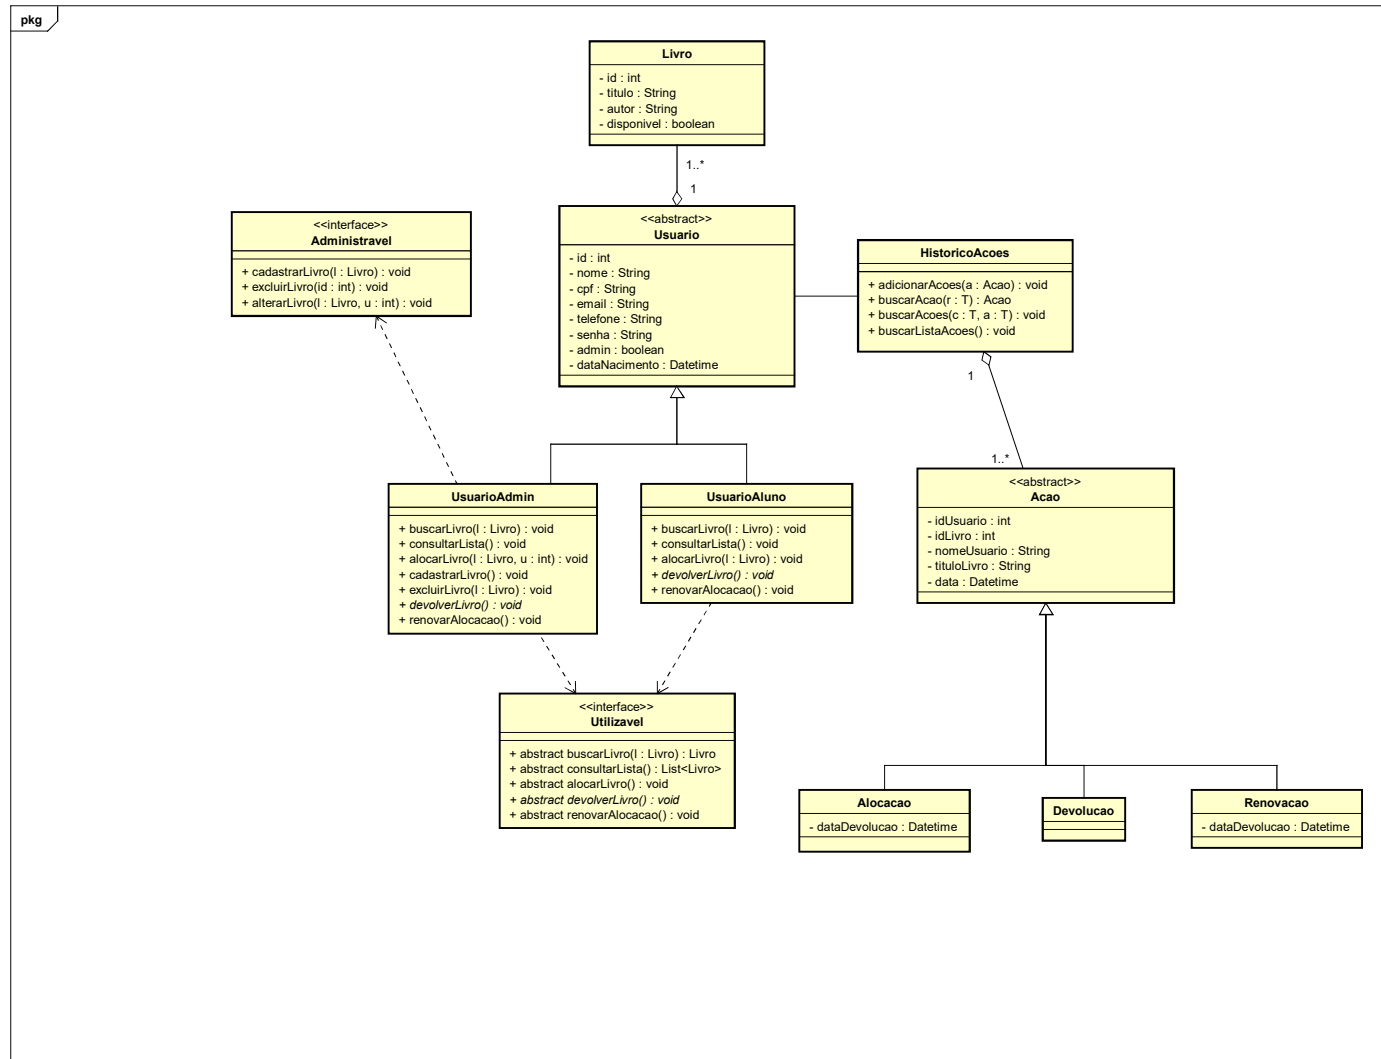 pkg
Livro
- id : int
- titulo : String
- autor : String
- disponivel : boolean
1..*
1
<<abstract>>
Usuario
- id : int
- nome : String
- cpf : String
- email : String
- telefone : String
- senha : String
- admin : boolean
- dataNacimento : Datetime
<<interface>>
Administravel
+ cadastrarLivro(l : Livro) : void
+ excluirLivro(id : int) : void
+ alterarLivro(l : Livro, u : int) : void
HistoricoAcoes
+ adicionarAcoes(a : Acao) : void
+ buscarAcao(r : T) : Acao
+ buscarAcoes(c : T, a : T) : void
+ buscarListaAcoes() : void
1
1..*
UsuarioAdmin
+ buscarLivro(l : Livro) : void
+ consultarLista() : void
+ alocarLivro(l : Livro, u : int) : void
+ cadastrarLivro() : void
+ excluirLivro(l : Livro) : void
+ devolverLivro() : void
+ renovarAlocacao() : void
UsuarioAluno
+ buscarLivro(l : Livro) : void
+ consultarLista() : void
+ alocarLivro(l : Livro) : void
+ devolverLivro() : void
+ renovarAlocacao() : void
<<abstract>>
Acao
- idUsuario : int
- idLivro : int
- nomeUsuario : String
- tituloLivro : String
- data : Datetime
<<interface>>
Utilizavel
+ abstract buscarLivro(l : Livro) : Livro
+ abstract consultarLista() : List<Livro>
+ abstract alocarLivro() : void
+ abstract devolverLivro() : void
+ abstract renovarAlocacao() : void
Alocacao
- dataDevolucao : Datetime
Devolucao
Renovacao
- dataDevolucao : Datetime